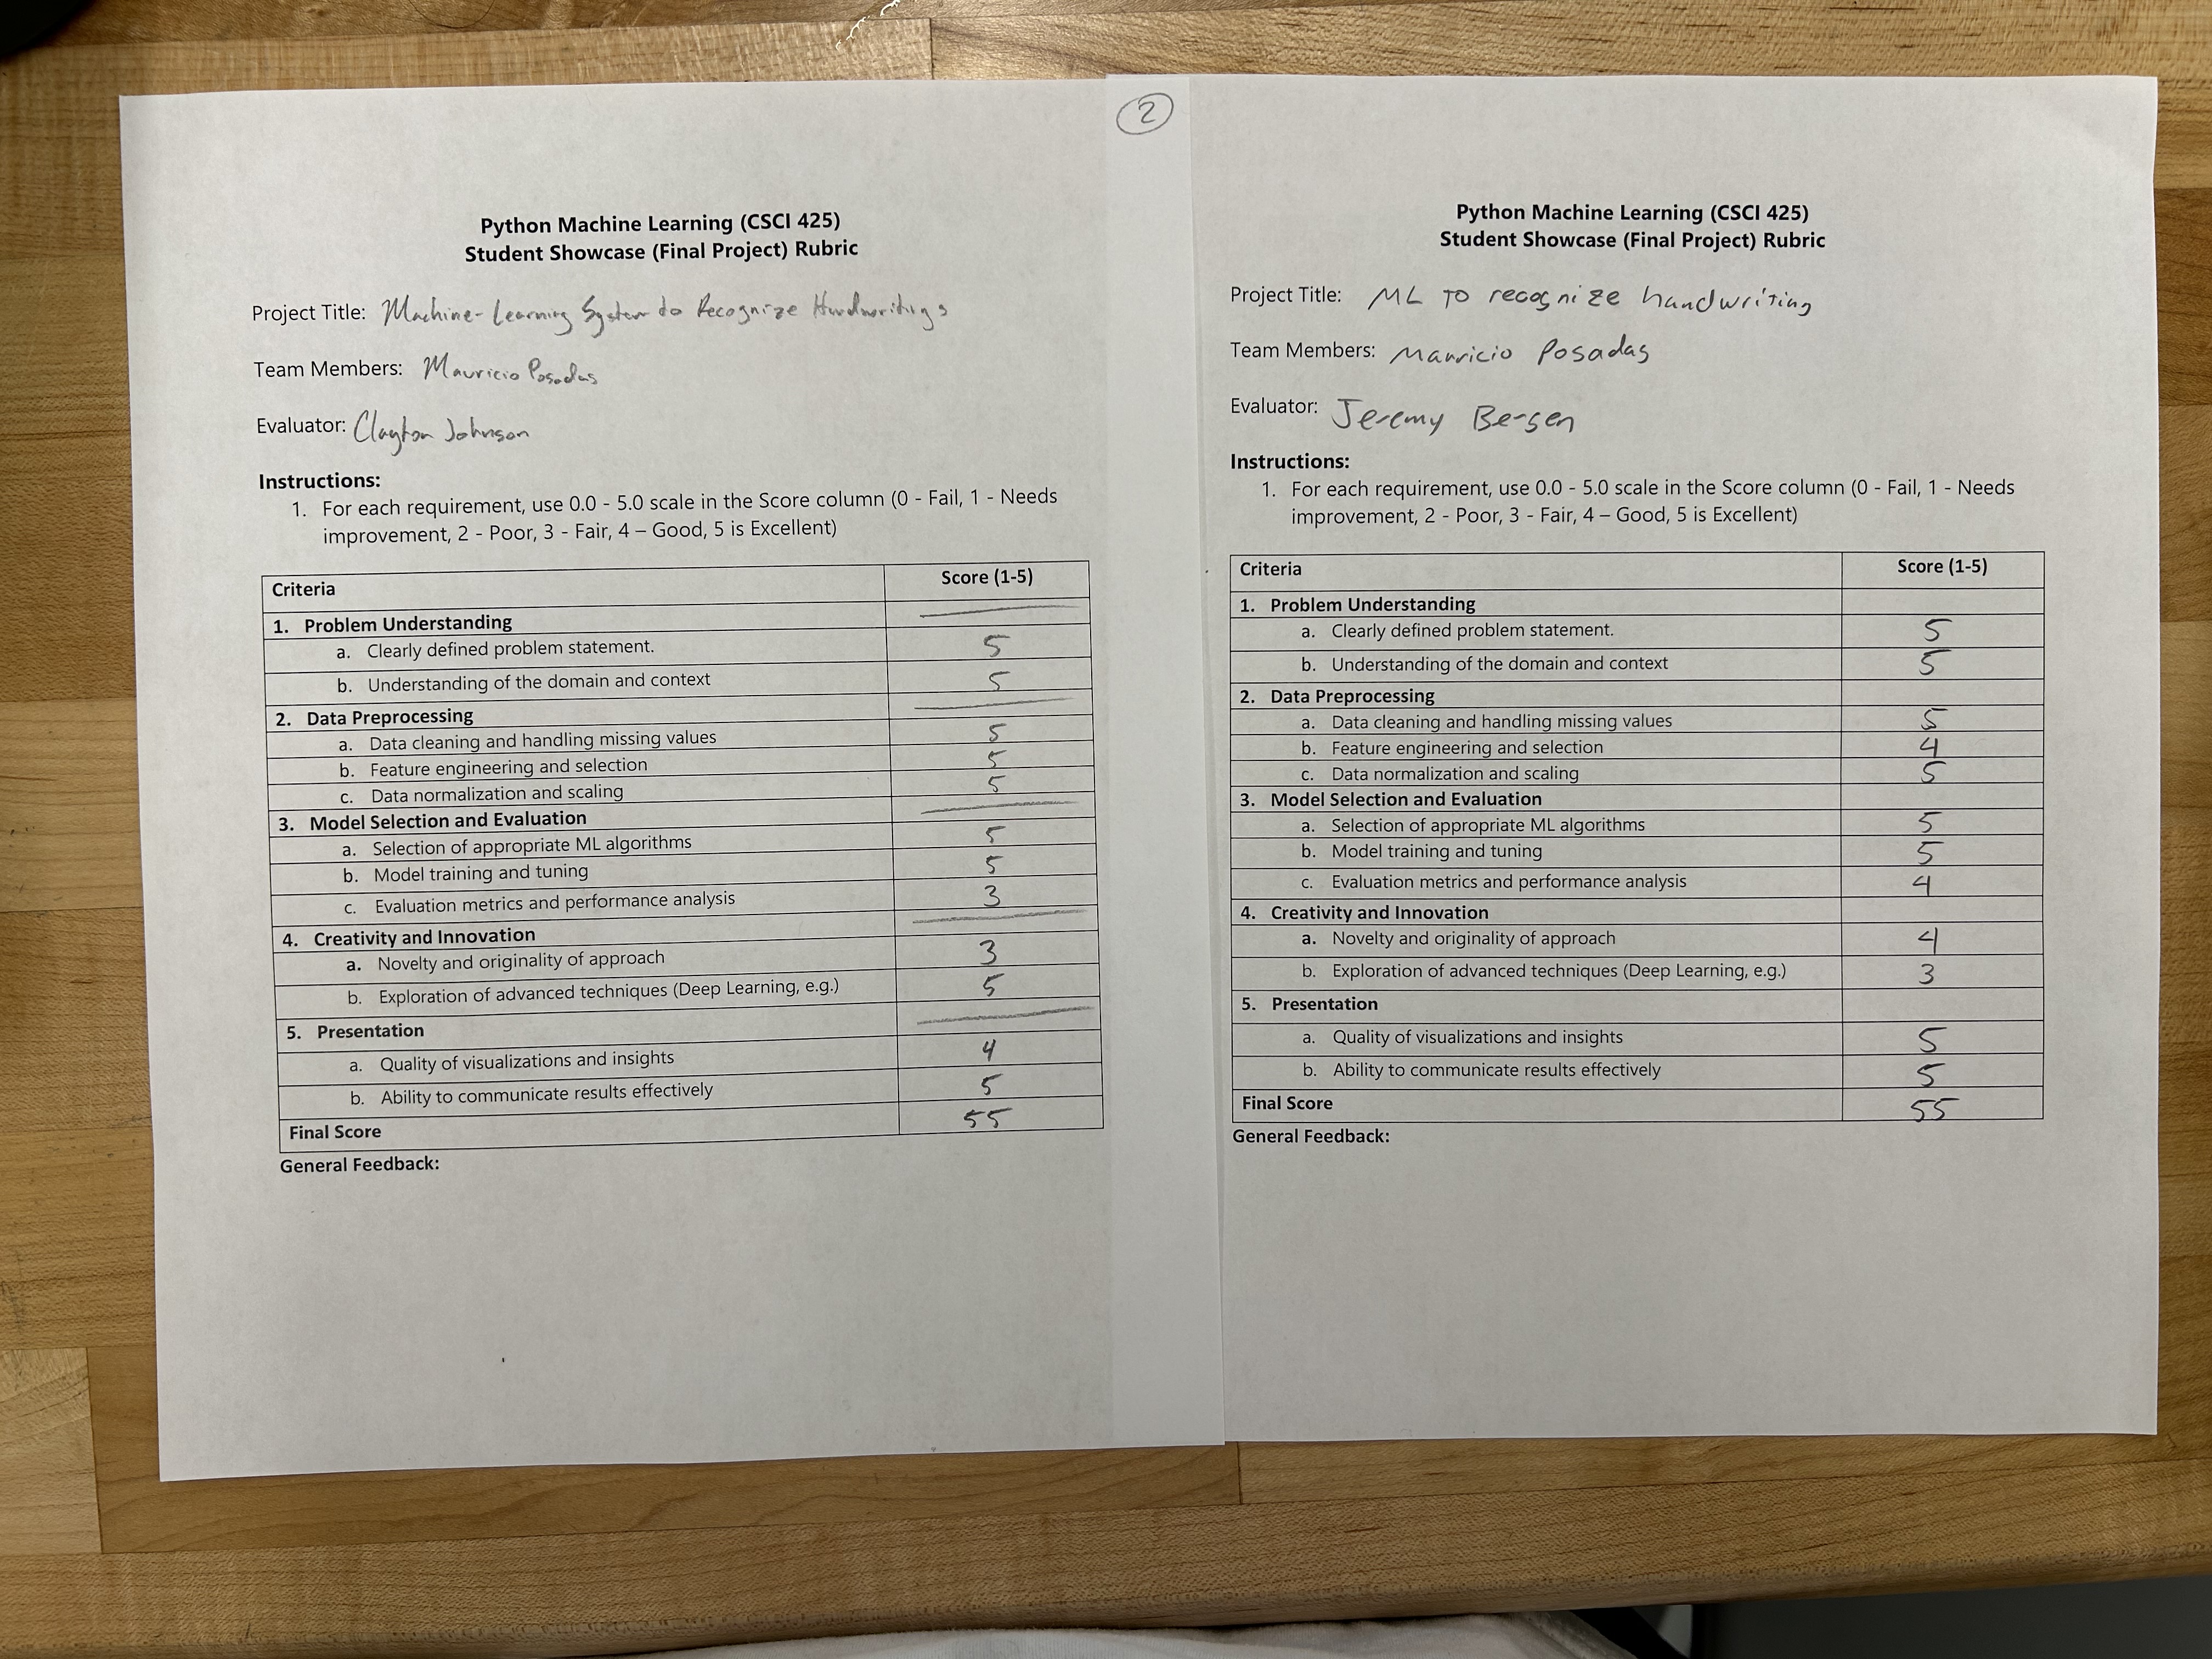 Python Machine Learning (CSCI 425)
Student Showcase (Final Project) Rubric
Project Title: Machine-Learning System to Recognize Handwritings
Team Members: Mauricio Posadas
Evaluator: Clayton Johnson
Instructions:
1. For each requirement, use 0.0 - 5.0 scale in the Score column (0 - Fail, 1 - Needs
improvement, 2 - Poor, 3 - Fair, 4 – Good, 5 is Excellent)
Criteria Score (1-5)
1. Problem Understanding
a. Clearly defined problem statement. 5
b. Understanding of the domain and context 5
2. Data Preprocessing
a. Data cleaning and handling missing values 5
b. Feature engineering and selection 5
c. Data normalization and scaling 5
3. Model Selection and Evaluation
a. Selection of appropriate ML algorithms 5
b. Model training and tuning 5
c. Evaluation metrics and performance analysis 3
4. Creativity and Innovation
a. Novelty and originality of approach 3
b. Exploration of advanced techniques (Deep Learning, e.g.) 5
5. Presentation
a. Quality of visualizations and insights 4
b. Ability to communicate results effectively 5
Final Score 55
General Feedback:
2
Python Machine Learning (CSCI 425)
Student Showcase (Final Project) Rubric
Project Title: ML To recognize handwriting
Team Members: Mauricio Posadas
Evaluator: Jeremy Bergen
Instructions:
1. For each requirement, use 0.0 - 5.0 scale in the Score column (0 - Fail, 1 - Needs
improvement, 2 - Poor, 3 - Fair, 4 – Good, 5 is Excellent)
Criteria Score (1-5)
1. Problem Understanding
a. Clearly defined problem statement. 5
b. Understanding of the domain and context 5
2. Data Preprocessing
a. Data cleaning and handling missing values 5
b. Feature engineering and selection 4
c. Data normalization and scaling 5
3. Model Selection and Evaluation
a. Selection of appropriate ML algorithms 5
b. Model training and tuning 5
c. Evaluation metrics and performance analysis 4
4. Creativity and Innovation
a. Novelty and originality of approach 4
b. Exploration of advanced techniques (Deep Learning, e.g.) 3
5. Presentation
a. Quality of visualizations and insights 5
b. Ability to communicate results effectively 5
Final Score 55
General Feedback: